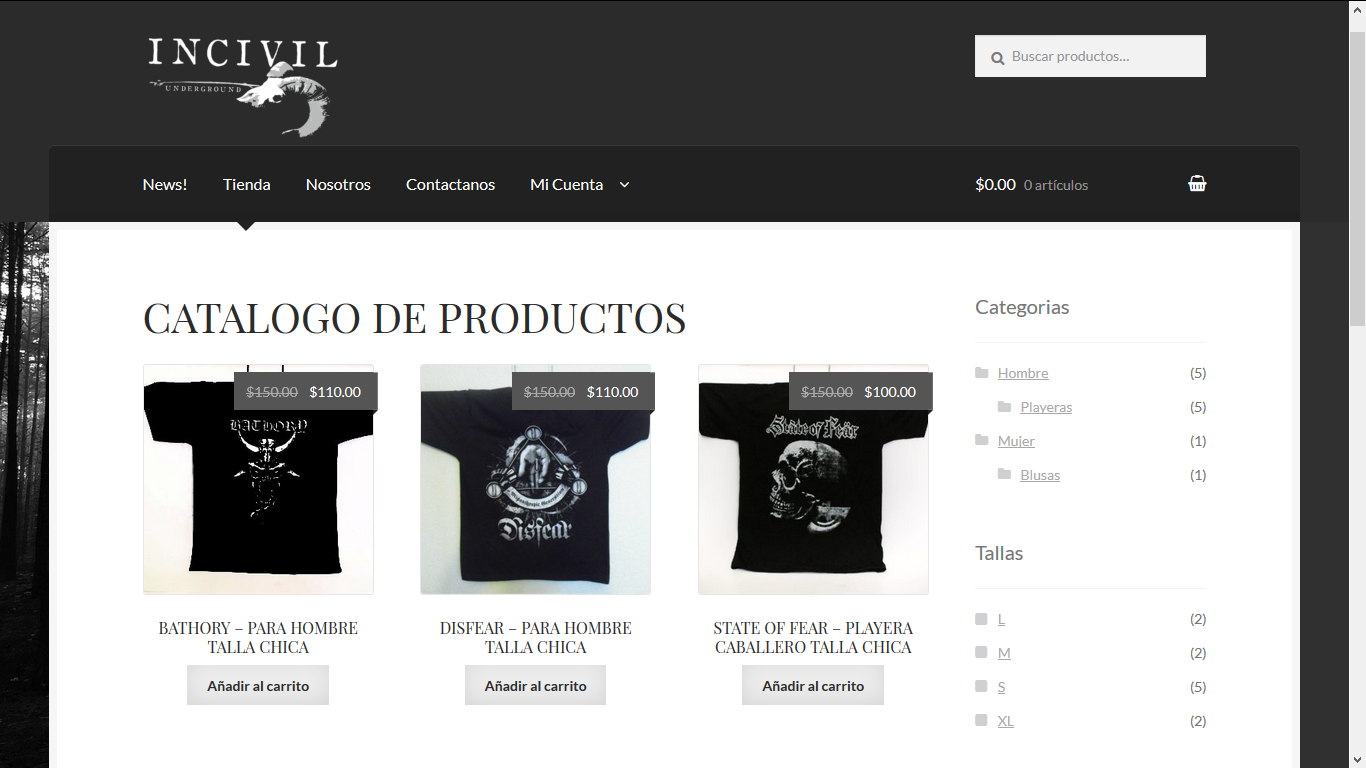 INCIVIL
UNDERGROUND
Buscar productos...
News!
Tienda
Nosotros
Contactanos
Mi Cuenta
$0.00 0 artículos
CATALOGO DE PRODUCTOS
$150.00 $110.00
BATHORY
BATHORY – PARA HOMBRE
TALLA CHICA
Añadir al carrito
$150.00 $110.00
Misanthropic Generation
Disfear
DISFEAR – PARA HOMBRE
TALLA CHICA
Añadir al carrito
$150.00 $100.00
State of Fear
STATE OF FEAR – PLAYERA
CABALLERO TALLA CHICA
Añadir al carrito
Categorias
Hombre (5)
Playeras (5)
Mujer (1)
Blusas (1)
Tallas
L (2)
M (2)
S (5)
XL (2)